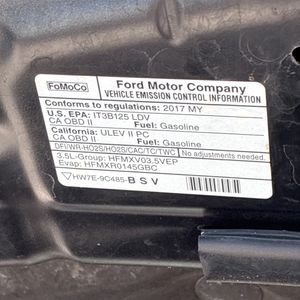 FoMoCo
Ford Motor Company
VEHICLE EMISSION CONTROL INFORMATION
Conforms to regulations: 2017 MY
U.S. EPA: IT3B125 LDV
CA OBD II Fuel: Gasoline
California: ULEV II PC
CA OBD II Fuel: Gasoline
DFI/WR-HO2S/HO2S/CAC/TC/TWC No adjustments needed.
3.5L-Group: HFMXV03.5VEP
Evap: HFMXR0145GBC
HW7E-9C485-BSV